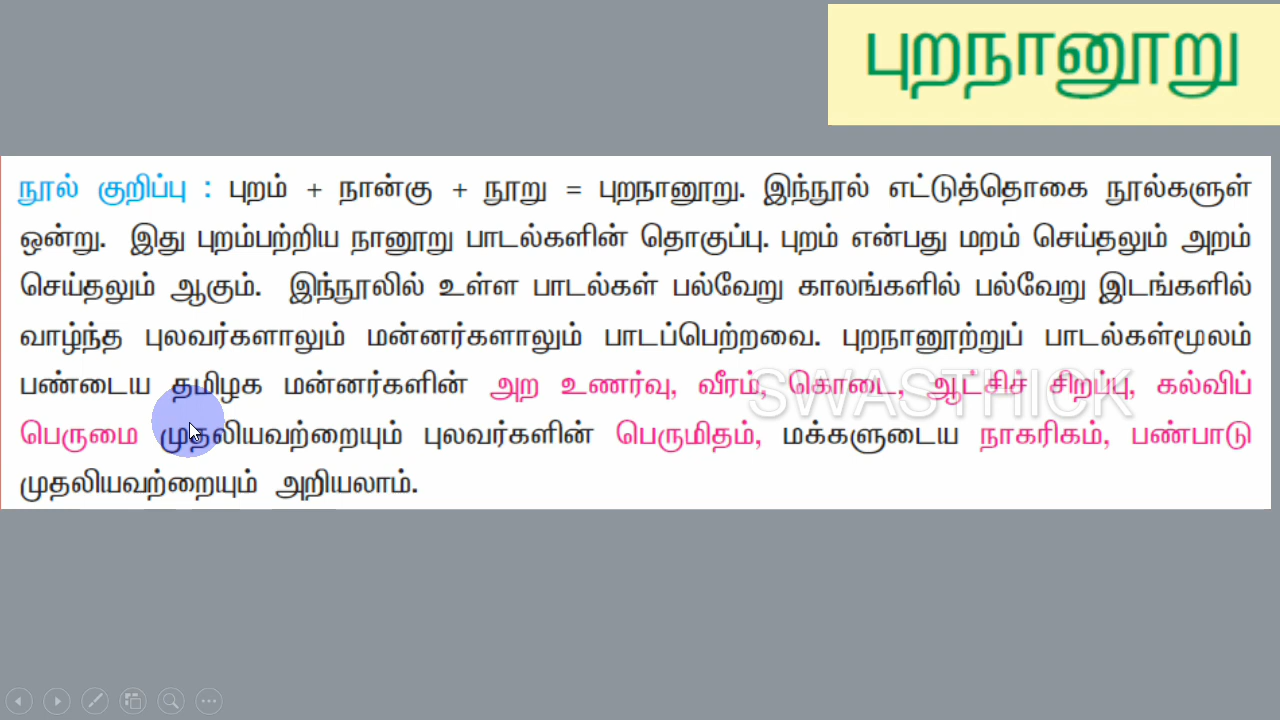 புறநானூறு
நூல் குறிப்பு : புறம் + நான்கு + நூறு = புறநானூறு. இந்நூல் எட்டுத்தொகை நூல்களுள்
ஒன்று. இது புறம்பற்றிய நானூறு பாடல்களின் தொகுப்பு. புறம் என்பது மறம் செய்தலும் அறம்
செய்தலும் ஆகும். இந்நூலில் உள்ள பாடல்கள் பல்வேறு காலங்களில் பல்வேறு இடங்களில்
வாழ்ந்த புலவர்களாலும் மன்னர்களாலும் பாடப்பெற்றவை. புறநானூற்றுப் பாடல்கள்மூலம்
பண்டைய தமிழக மன்னர்களின் அற உணர்வு, வீரம், கொடை, ஆட்சிச் சிறப்பு, கல்விப்
SWASTHICK
பெருமை முதலியவற்றையும் புலவர்களின் பெருமிதம், மக்களுடைய நாகரிகம், பண்பாடு
முதலியவற்றையும் அறியலாம்.